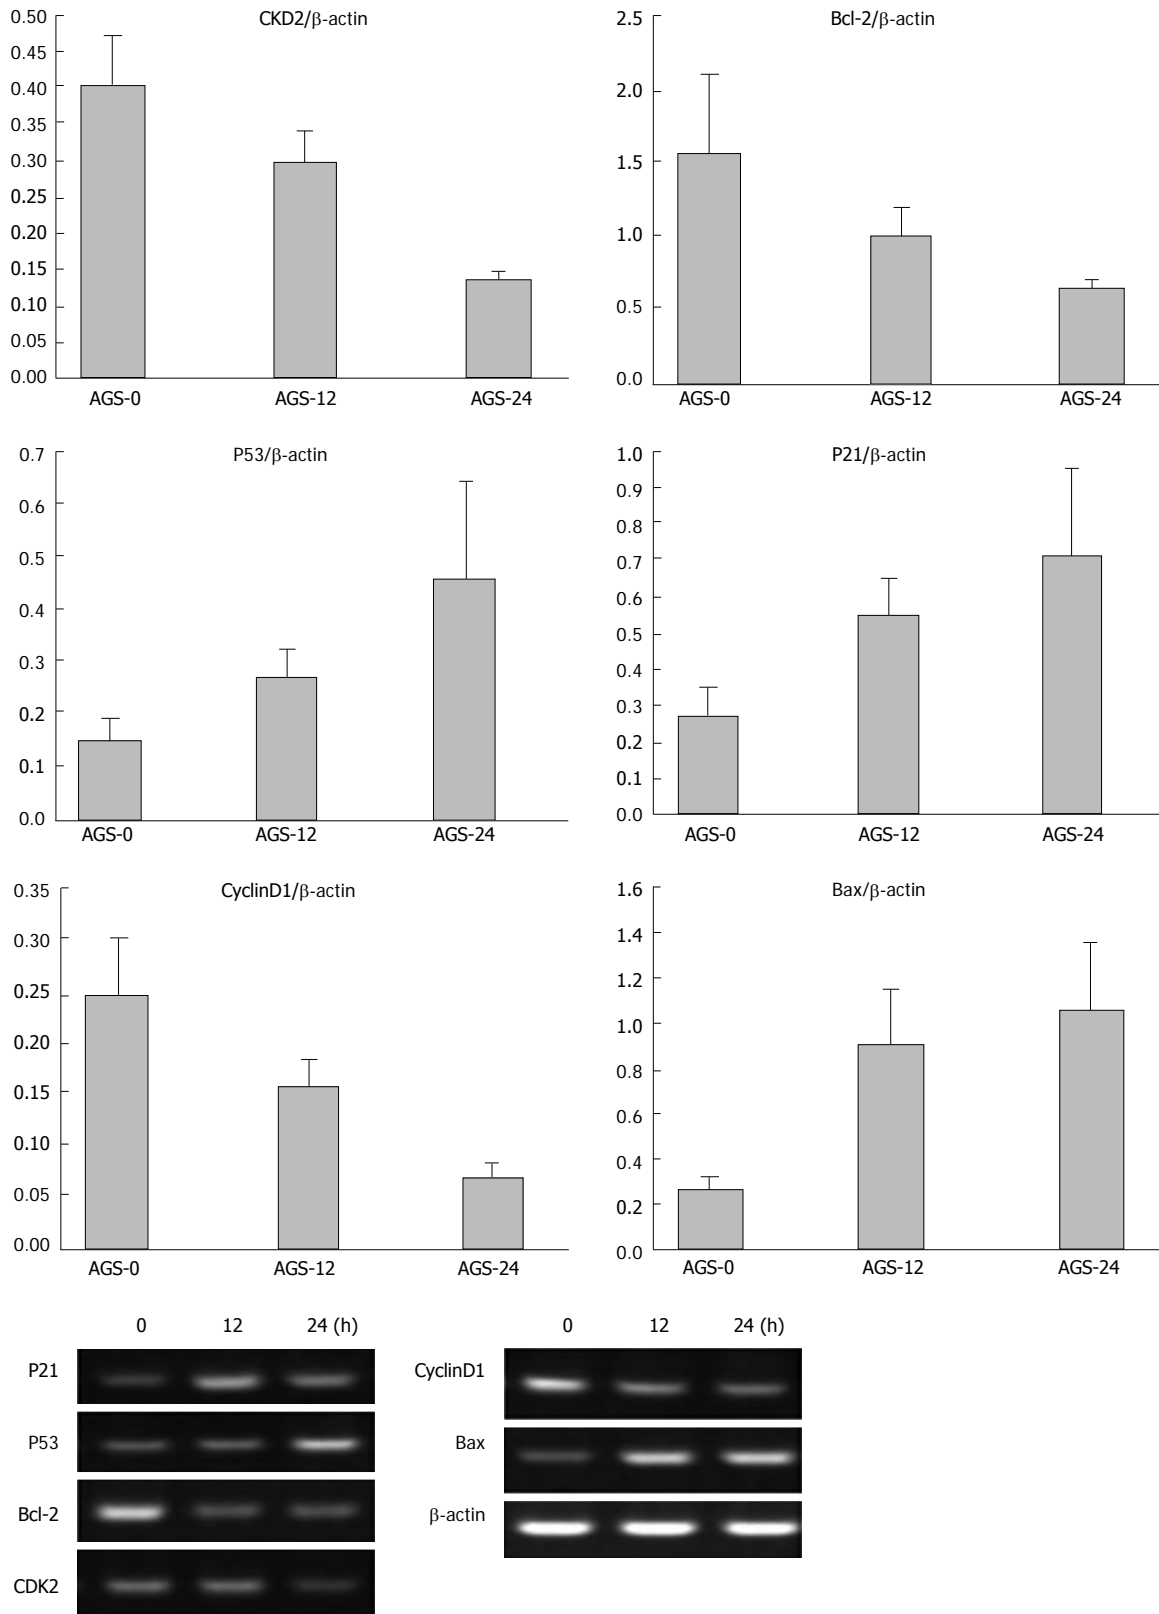 CKD2/β-actin
0.50
0.45
0.40
0.35
0.30
0.25
0.20
0.15
0.10
0.05
0.00
AGS-0 AGS-12 AGS-24
Bcl-2/β-actin
2.5
2.0
1.5
1.0
0.5
0.0
AGS-0 AGS-12 AGS-24
P53/β-actin
0.7
0.6
0.5
0.4
0.3
0.2
0.1
0.0
AGS-0 AGS-12 AGS-24
P21/β-actin
1.0
0.9
0.8
0.7
0.6
0.5
0.4
0.3
0.2
0.1
0.0
AGS-0 AGS-12 AGS-24
CyclinD1/β-actin
0.35
0.30
0.25
0.20
0.15
0.10
0.05
0.00
AGS-0 AGS-12 AGS-24
Bax/β-actin
1.6
1.4
1.2
1.0
0.8
0.6
0.4
0.2
0.0
AGS-0 AGS-12 AGS-24
0 12 24 (h)
P21
P53
Bcl-2
CDK2
0 12 24 (h)
CyclinD1
Bax
β-actin